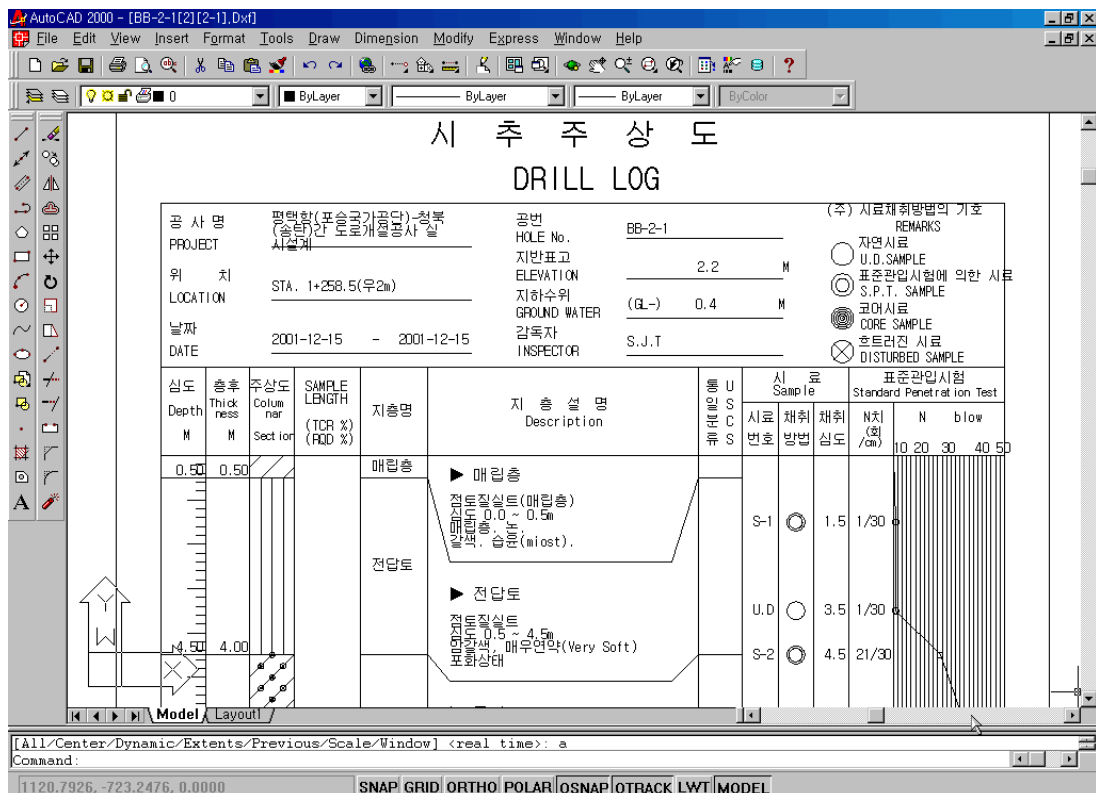 AutoCAD 2000 - [BB-2-1[2][2-1].Dxf]
File Edit View Insert Format Tools Draw Dimension Modify Express Window Help
0 ByLayer ByLayer ByLayer ByColor
시 추 주 상 도
DRILL LOG
공 사 명
PROJECT
평택항(포승국가공단)-청북
(송탄)간 도로개설공사 실
시설계
위 치
LOCATION
STA. 1+258.5(우2m)
날짜
DATE
2001-12-15 - 2001-12-15
공번
HOLE No.
BB-2-1
지반표고
ELEVATION
2.2 M
지하수위
GROUND WATER
(GL-) 0.4 M
감독자
INSPECTOR
S.J.T
(주) 시료채취방법의 기호
REMARKS
자연시료
U.D.SAMPLE
표준관입시험에 의한 시료
S.P.T. SAMPLE
코어시료
CORE SAMPLE
흐트러진 시료
DISTURBED SAMPLE
심도
Depth
M
층후
Thick
ness
M
주상도
Colum
nar
Section
SAMPLE
LENGTH
(TCR %)
(RQD %)
지층명
지 층 설 명
Description
통
일
분
류
U
S
C
S
시 료
Sample
시료
번호
채취
방법
채취
심도
표준관입시험
Standard Penetration Test
N치
(회
/cm)
N blow
10 20 30 40 50
0.50 0.50 매립층
▶ 매립층
점토질실트(매립층)
심도 0.0 ~ 0.5m
매립층. 논.
갈색. 습윤(miost).
S-1 1.5 1/30
전답토
▶ 전답토
점토질실트
심도 0.5 ~ 4.5m
암갈색, 매우연약(Very Soft)
포화상태
U.D 3.5 1/30
4.50 4.00
S-2 4.5 21/30
Y
W
X
Model Layout1
[All/Center/Dynamic/Extents/Previous/Scale/Window] <real time>: a
Command:
1120.7926, -723.2476, 0.0000 SNAP GRID ORTHO POLAR OSNAP OTRACK LWT MODEL